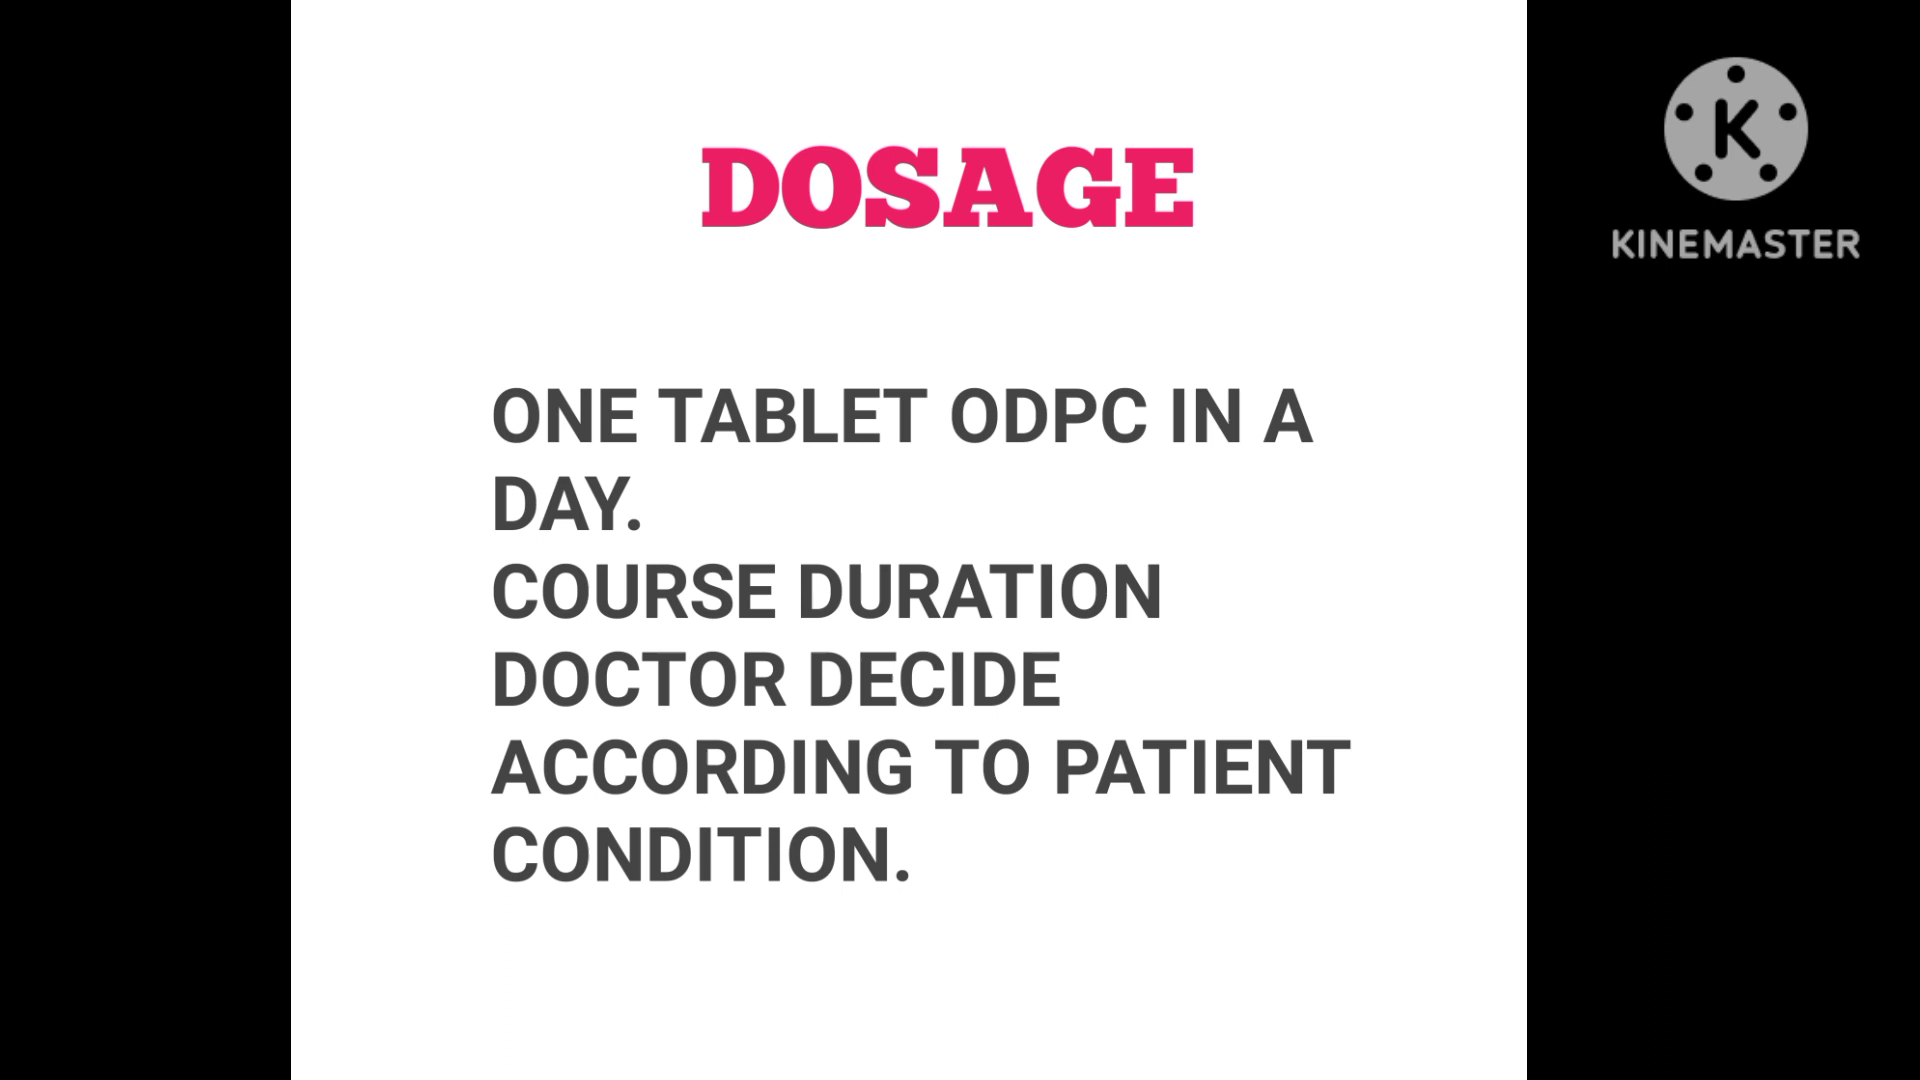 DOSAGE
KINEMASTER
ONE TABLET ODPC IN A
DAY.
COURSE DURATION
DOCTOR DECIDE
ACCORDING TO PATIENT
CONDITION.